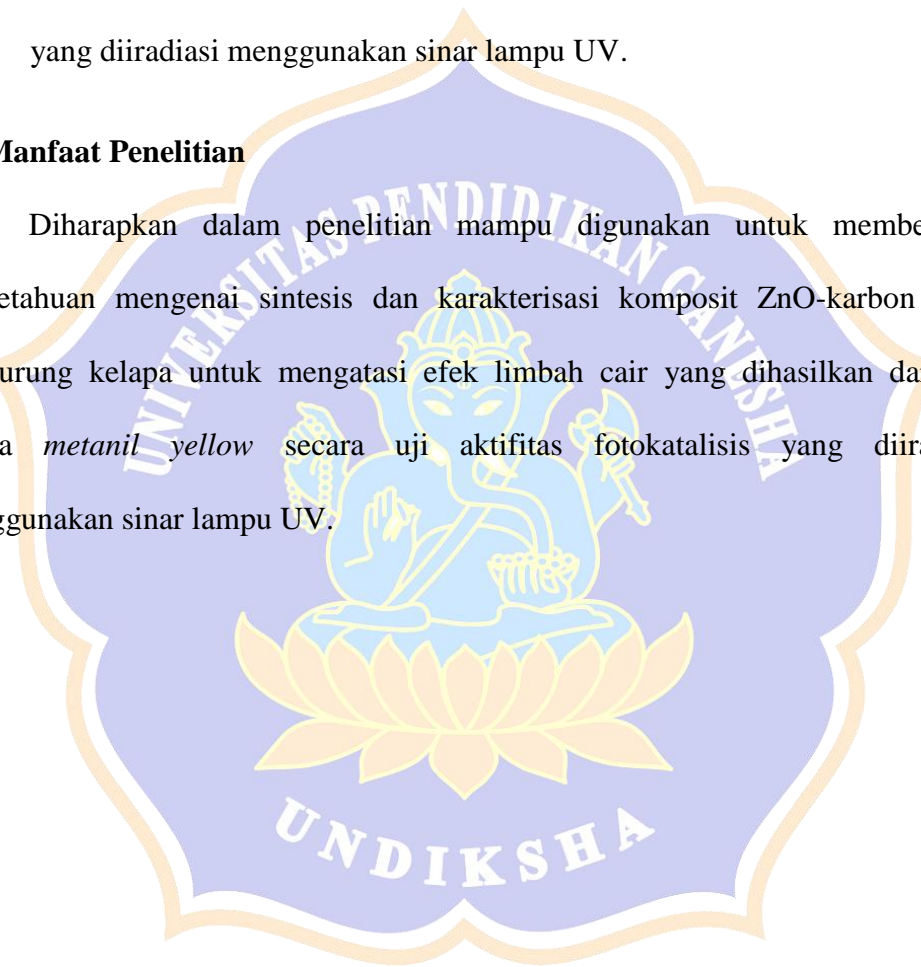 yang diiradiasi menggunakan sinar lampu UV.
Manfaat Penelitian
Diharapkan dalam penelitian mampu digunakan untuk membe
etahuan mengenai sintesis dan karakterisasi komposit ZnO-karbon
urung kelapa untuk mengatasi efek limbah cair yang dihasilkan da
a metanil yellow secara uji aktifitas fotokatalisis yang diira
ggunakan sinar lampu UV.
UNIVERSITAS PENDIDIKAN GANESHA
UNDIKSHA